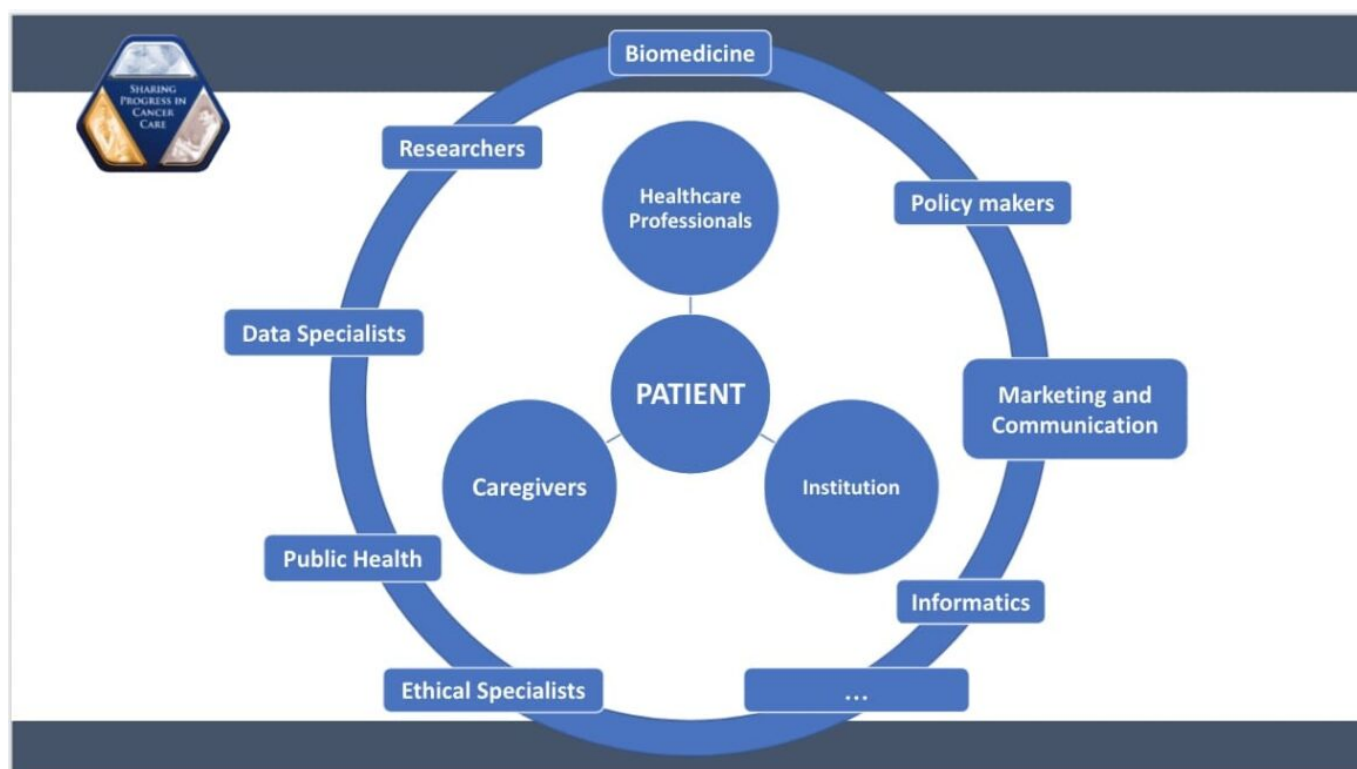 SHARING
PROGRESS IN
CANCER
CARE
Biomedicine
Researchers
Policy makers
Healthcare
Professionals
Data Specialists
PATIENT
Marketing and
Communication
Caregivers
Institution
Public Health
Informatics
Ethical Specialists
...